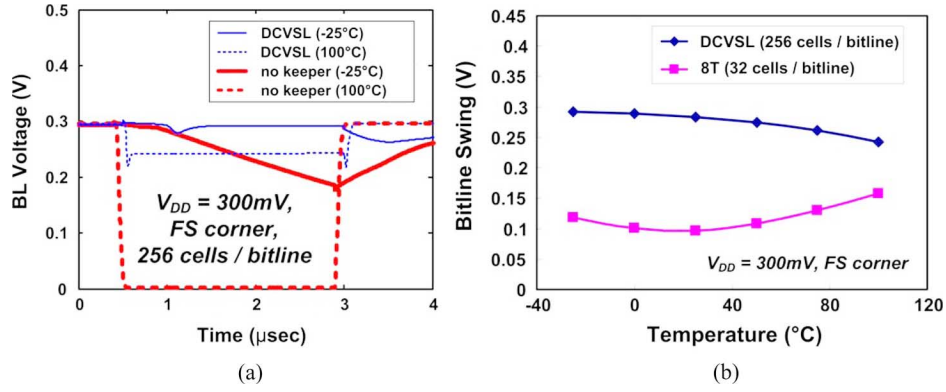 DCVSL (-25°C)
DCVSL (100°C)
no keeper (-25°C)
no keeper (100°C)
BL Voltage (V)
0.5
0.4
0.3
0.2
0.1
0
V_DD = 300mV,
FS corner,
256 cells / bitline
0 1 2 3 4
Time (μsec)
(a)
DCVSL (256 cells / bitline)
8T (32 cells / bitline)
Bitline Swing (V)
0.45
0.4
0.35
0.3
0.25
0.2
0.15
0.1
0.05
0
V_DD = 300mV, FS corner
-40 0 40 80 120
Temperature (°C)
(b)